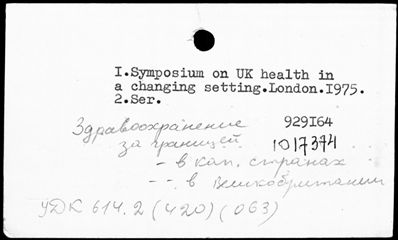 I.Symposium on UK health in
a changing setting.London.I975.
2.Ser.
Здравоохранение 929I64
за границей 1017374
- в кап. странах
- - в Великобритании
УДК 614.2 (420) (063)